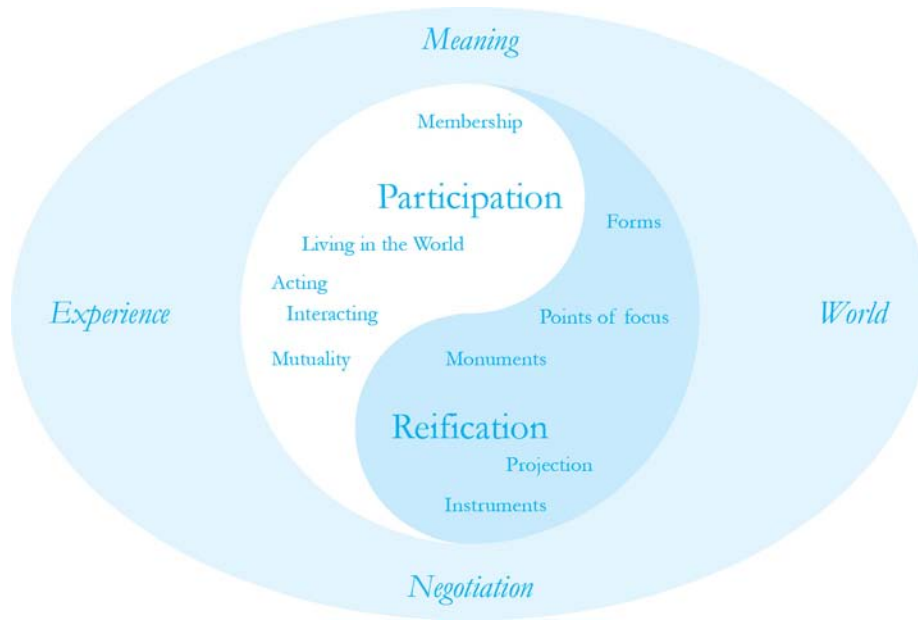 Meaning
Membership
Participation
Forms
Living in the World
Acting
Experience
Interacting
Points of focus
World
Mutuality
Monuments
Reification
Projection
Instruments
Negotiation